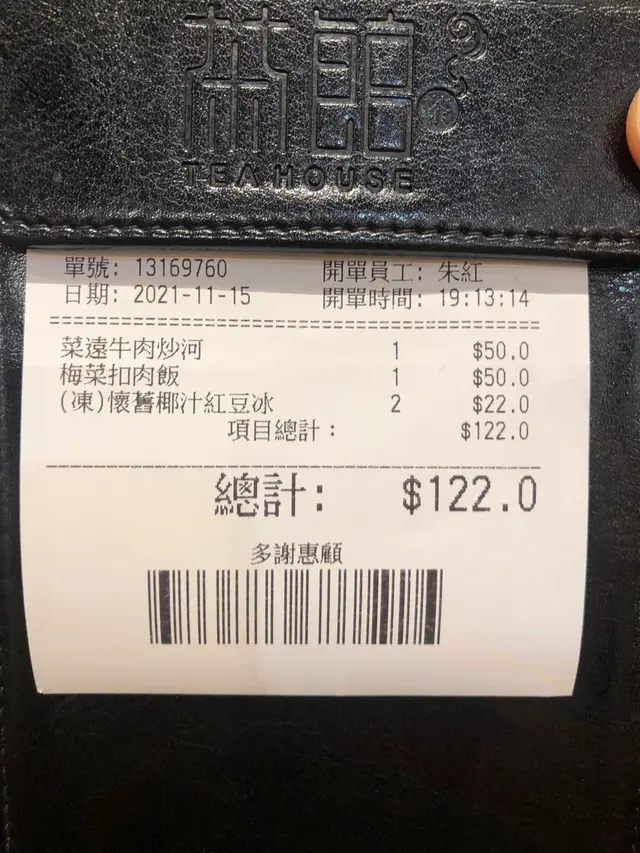 茶館
TEA HOUSE
單號: 13169760 開單員工: 朱紅
日期: 2021-11-15 開單時間: 19:13:14
菜遠牛肉炒河 1 $50.0
梅菜扣肉飯 1 $50.0
(凍)懷舊椰汁紅豆冰 2 $22.0
項目總計: $122.0
總計: $122.0
多謝惠顧